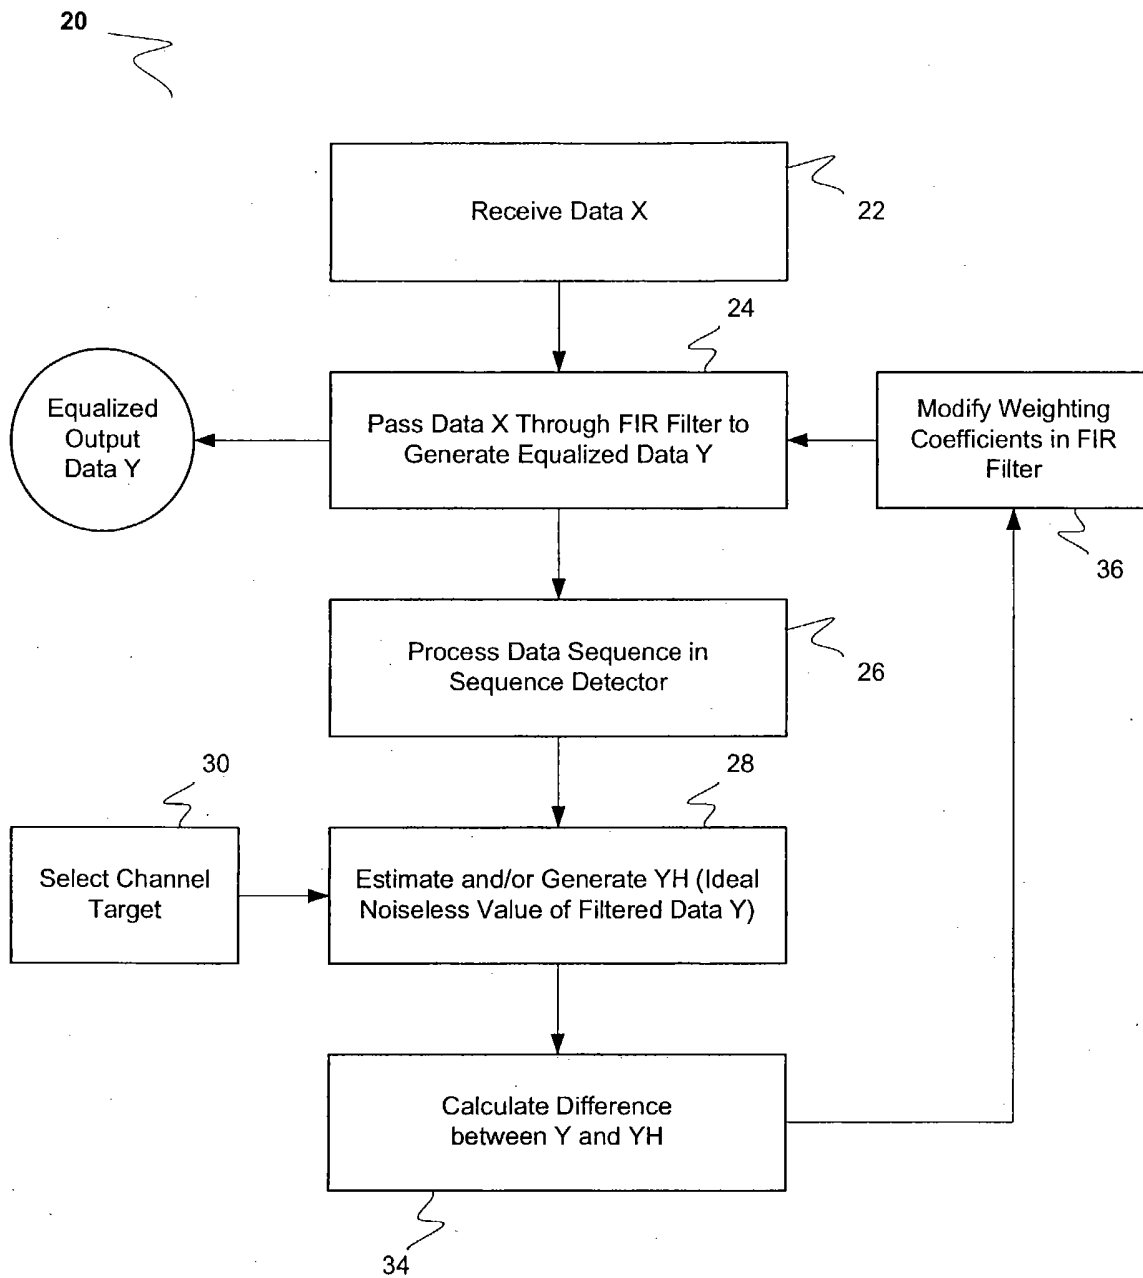 20
Receive Data X
22
24
Equalized
Output
Data Y
Pass Data X Through FIR Filter to
Generate Equalized Data Y
Modify Weighting
Coefficients in FIR
Filter
36
Process Data Sequence in
Sequence Detector
26
30
28
Select Channel
Target
Estimate and/or Generate YH (Ideal
Noiseless Value of Filtered Data Y)
Calculate Difference
between Y and YH
34